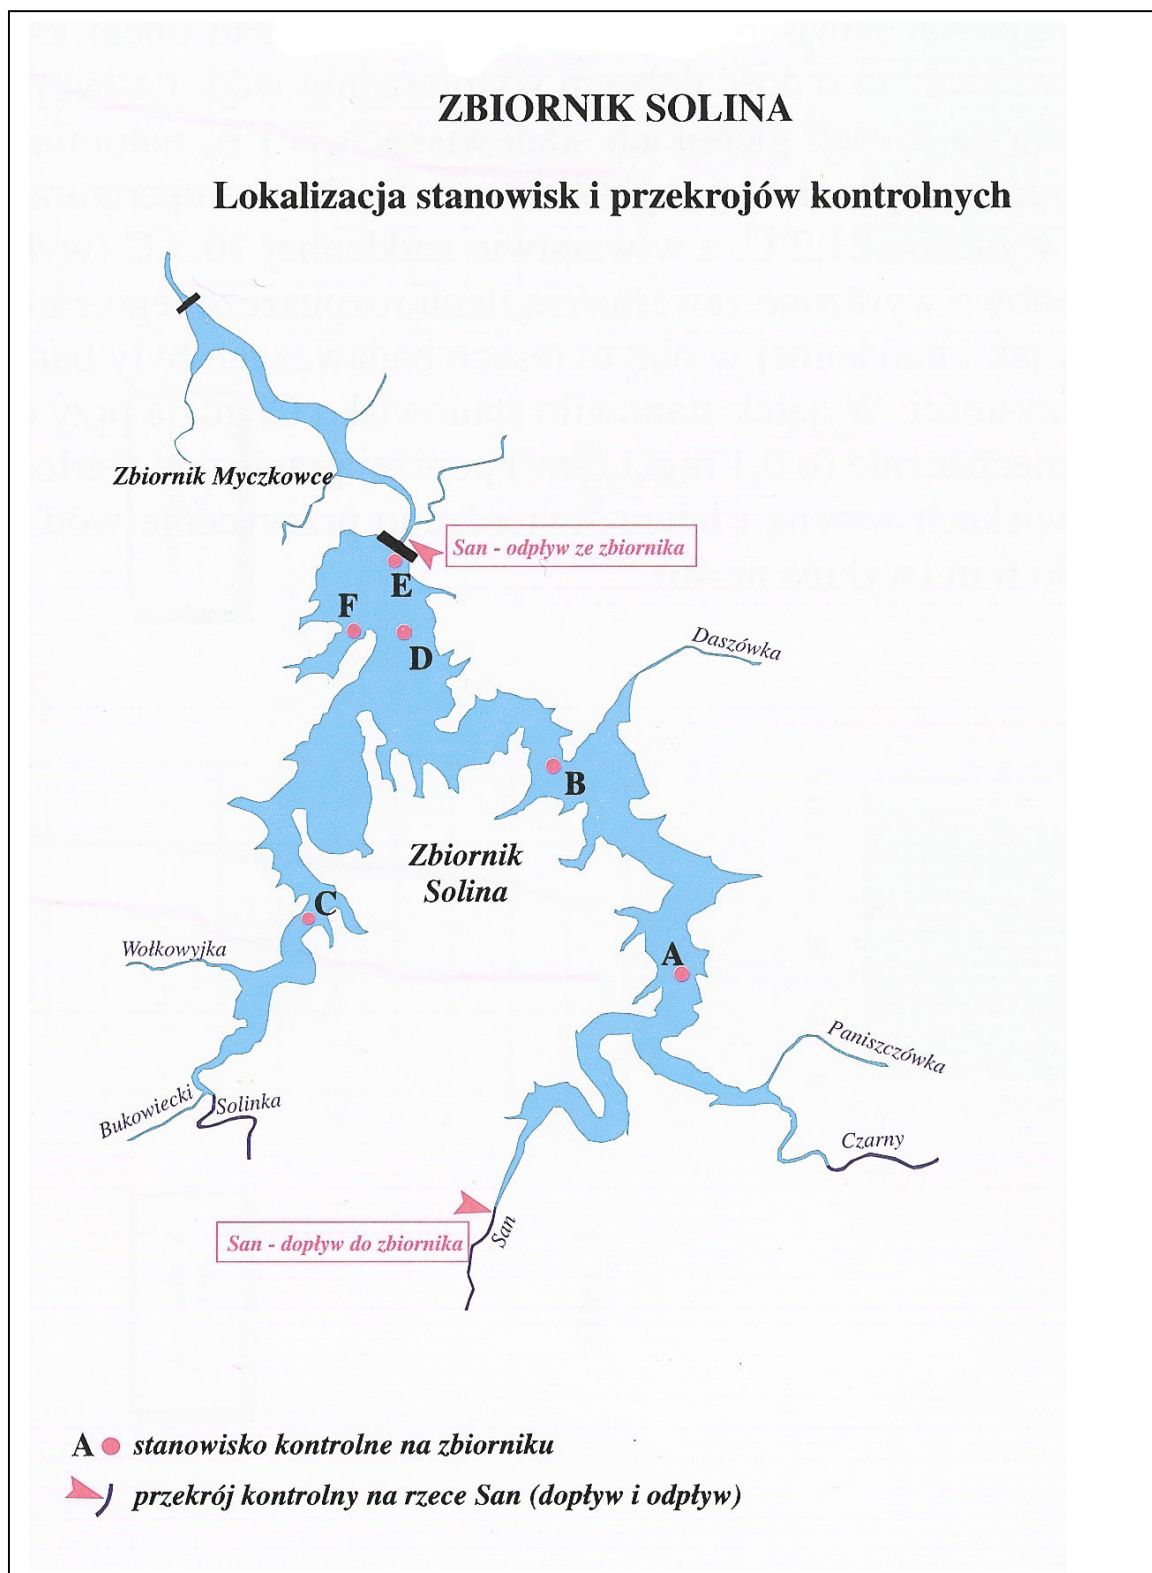 ZBIORNIK SOLINA
Lokalizacja stanowisk i przekrojów kontrolnych
Zbiornik Myczkowce
San - odpływ ze zbiornika
E
F
D
Daszówka
B
Zbiornik
Solina
C
Wołkowyjka
A
Paniszczówka
Bukowiecki
Solinka
Czarny
San
San - dopływ do zbiornika
A stanowisko kontrolne na zbiorniku
przekrój kontrolny na rzece San (dopływ i odpływ)